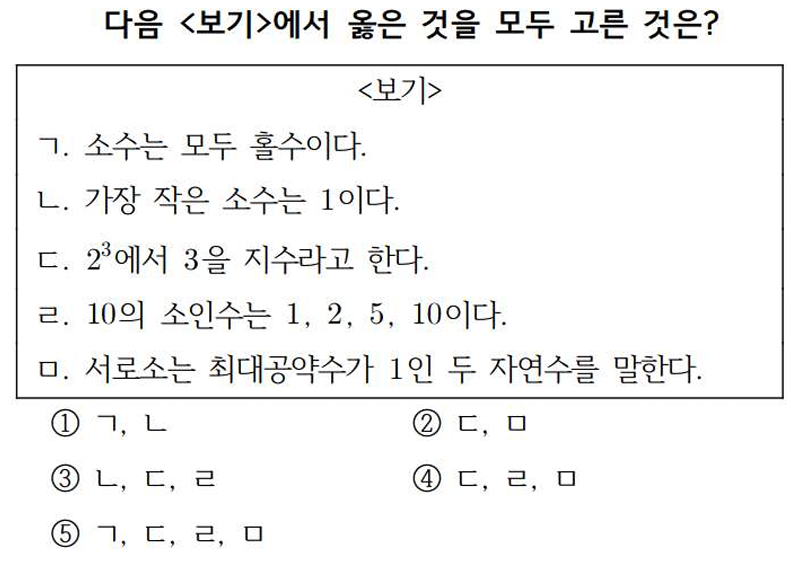 다음 <보기>에서 옳은 것을 모두 고른 것은?
<보기>
ㄱ. 소수는 모두 홀수이다.
ㄴ. 가장 작은 소수는 1이다.
ㄷ. 2³에서 3을 지수라고 한다.
ㄹ. 10의 소인수는 1, 2, 5, 10이다.
ㅁ. 서로소는 최대공약수가 1인 두 자연수를 말한다.
① ㄱ, ㄴ ② ㄷ, ㅁ
③ ㄴ, ㄷ, ㄹ ④ ㄷ, ㄹ, ㅁ
⑤ ㄱ, ㄷ, ㄹ, ㅁ